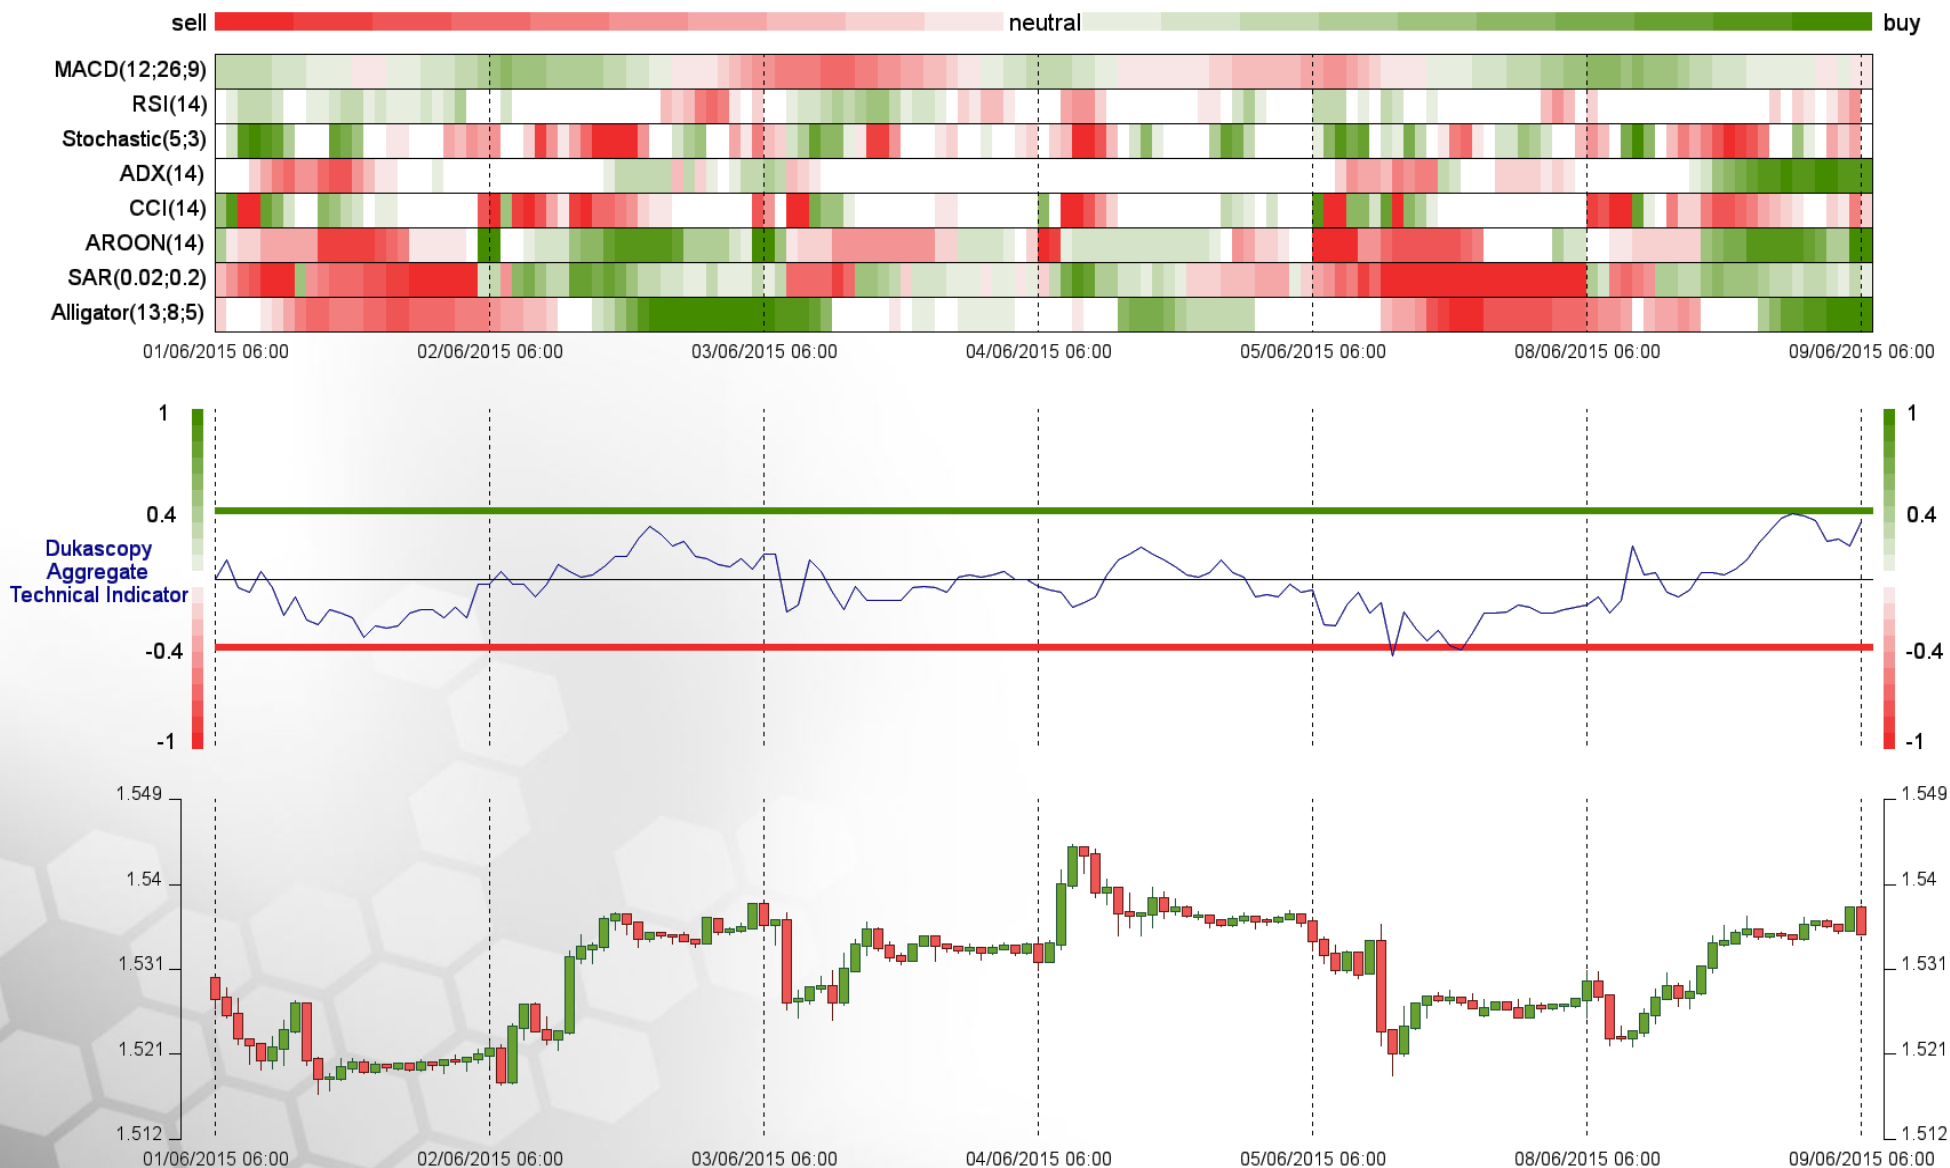 sell neutral buy
MACD(12;26;9)
RSI(14)
Stochastic(5;3)
ADX(14)
CCI(14)
AROON(14)
SAR(0.02;0.2)
Alligator(13;8;5)
01/06/2015 06:00 02/06/2015 06:00 03/06/2015 06:00 04/06/2015 06:00 05/06/2015 06:00 08/06/2015 06:00 09/06/2015 06:00
1 1
0.4 0.4
Dukascopy
Aggregate
Technical Indicator
-0.4 -0.4
-1 -1
1.549 1.549
1.54 1.54
1.531 1.531
1.521 1.521
1.512 1.512
01/06/2015 06:00 02/06/2015 06:00 03/06/2015 06:00 04/06/2015 06:00 05/06/2015 06:00 08/06/2015 06:00 09/06/2015 06:00